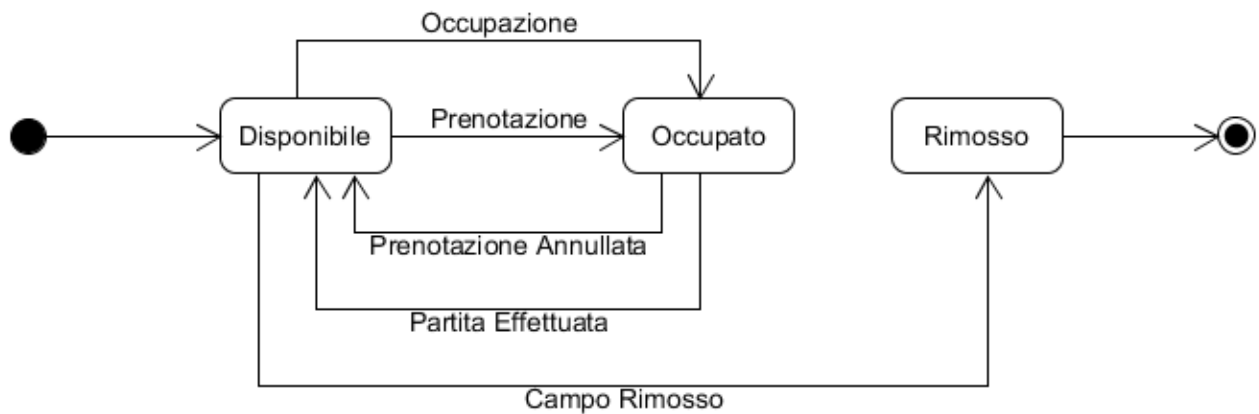 Occupazione
Disponibile
Prenotazione
Occupato
Rimosso
Prenotazione Annullata
Partita Effettuata
Campo Rimosso